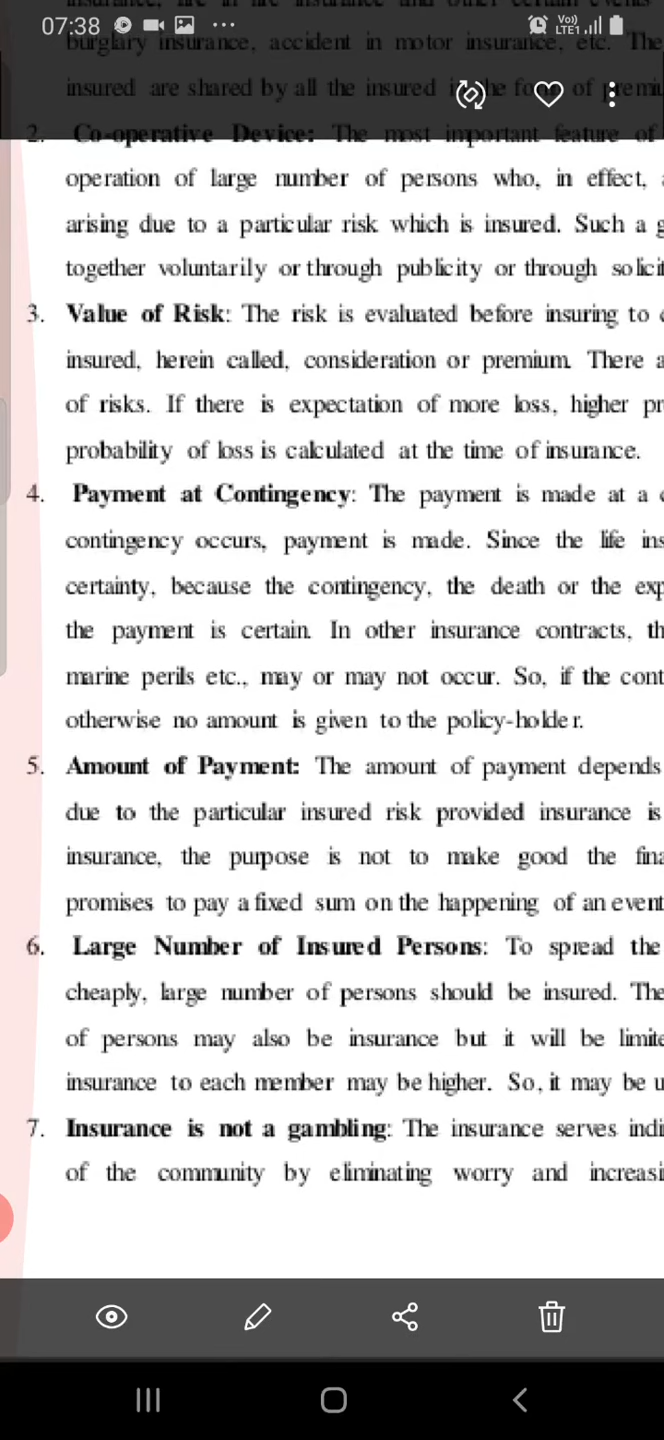 07:38
Vo)) LTE1
burglary insurance, accident in motor insurance, etc. The
insured are shared by all the insured in the form of premiu
2. Co-operative Device: The most important feature of
operation of large number of persons who, in effect,
arising due to a particular risk which is insured. Such a g
together voluntarily or through publicity or through solicit
3. Value of Risk: The risk is evaluated before insuring to
insured, herein called, consideration or premium. There a
of risks. If there is expectation of more loss, higher pr
probability of loss is calculated at the time of insurance.
4. Payment at Contingency: The payment is made at a
contingency occurs, payment is made. Since the life ins
certainty, because the contingency, the death or the exp
the payment is certain. In other insurance contracts, th
marine perils etc., may or may not occur. So, if the cont
otherwise no amount is given to the policy-holder.
5. Amount of Payment: The amount of payment depends
due to the particular insured risk provided insurance is
insurance, the purpose is not to make good the fina
promises to pay a fixed sum on the happening of an event
6. Large Number of Insured Persons: To spread the
cheaply, large number of persons should be insured. The
of persons may also be insurance but it will be limite
insurance to each member may be higher. So, it may be u
7. Insurance is not a gambling: The insurance serves indi
of the community by eliminating worry and increasi